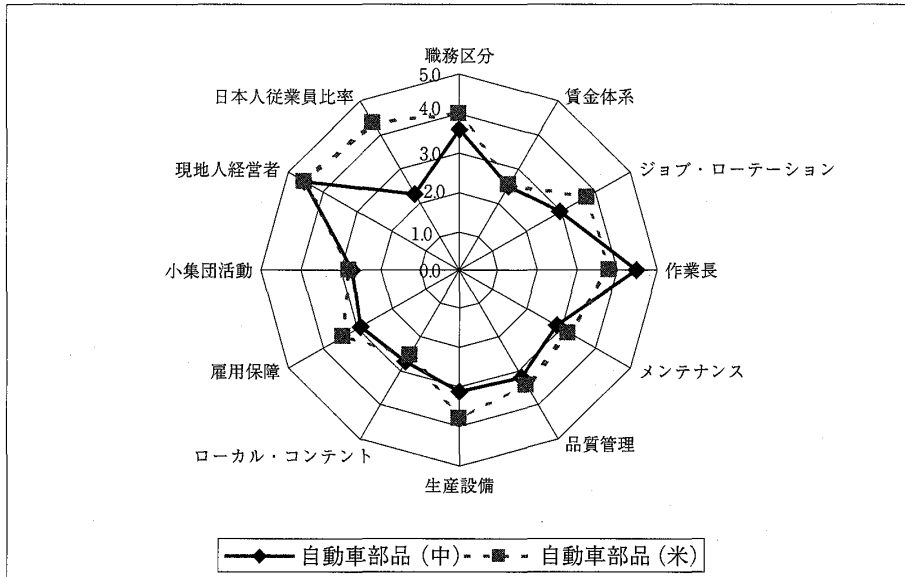 職務区分
5.0
日本人従業員比率
賃金体系
4.0
3.0
現地人経営者
ジョブ・ローテーション
2.0
1.0
小集団活動
0.0
作業長
雇用保障
メンテナンス
ローカル・コンテント
品質管理
生産設備
自動車部品(中) 自動車部品(米)